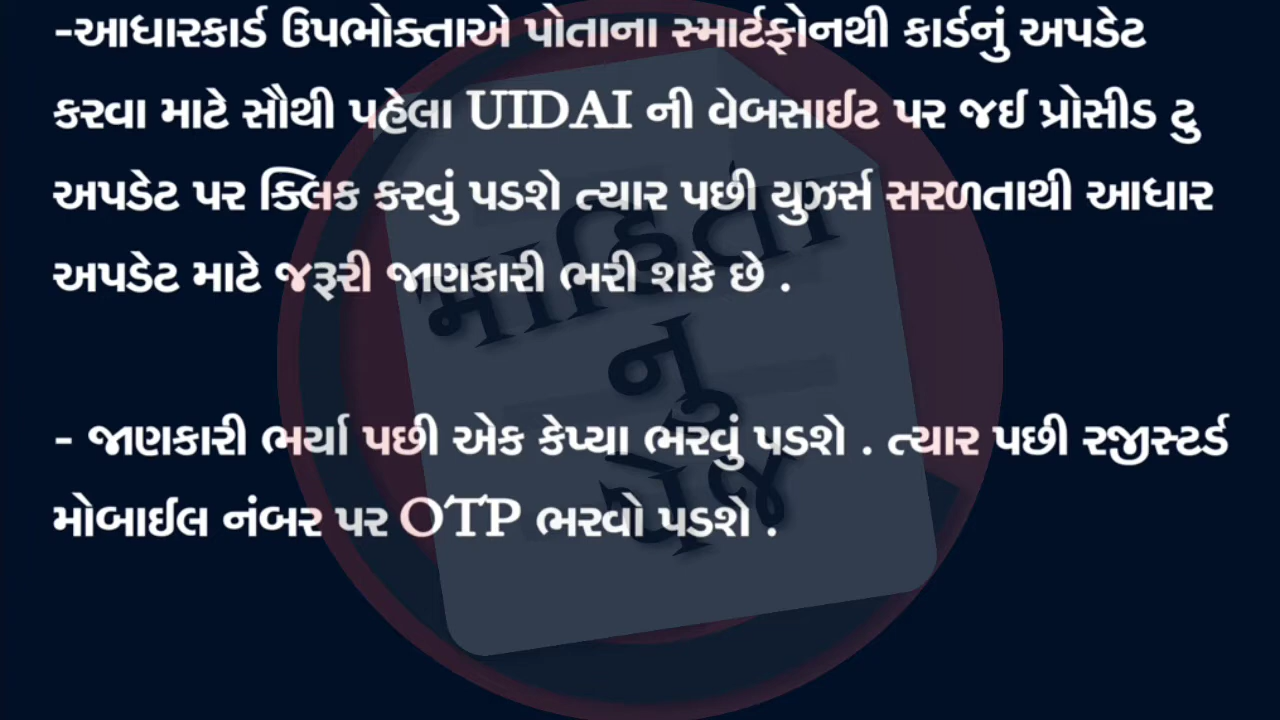 -આધારકાર્ડ ઉપભોક્તાએ પોતાના સ્માર્ટફોનથી કાર્ડનું અપડેટ
કરવા માટે સૌથી પહેલા UIDAI ની વેબસાઈટ પર જઈ પ્રોસીડ ટુ
અપડેટ પર ક્લિક કરવું પડશે ત્યાર પછી યુઝર્સ સરળતાથી આધાર
અપડેટ માટે જરૂરી જાણકારી ભરી શકે છે .
- જાણકારી ભર્યા પછી એક કેપ્ચા ભરવું પડશે . ત્યાર પછી રજીસ્ટર્ડ
મોબાઈલ નંબર પર OTP ભરવો પડશે .
માહિતી
નુ
પેજ